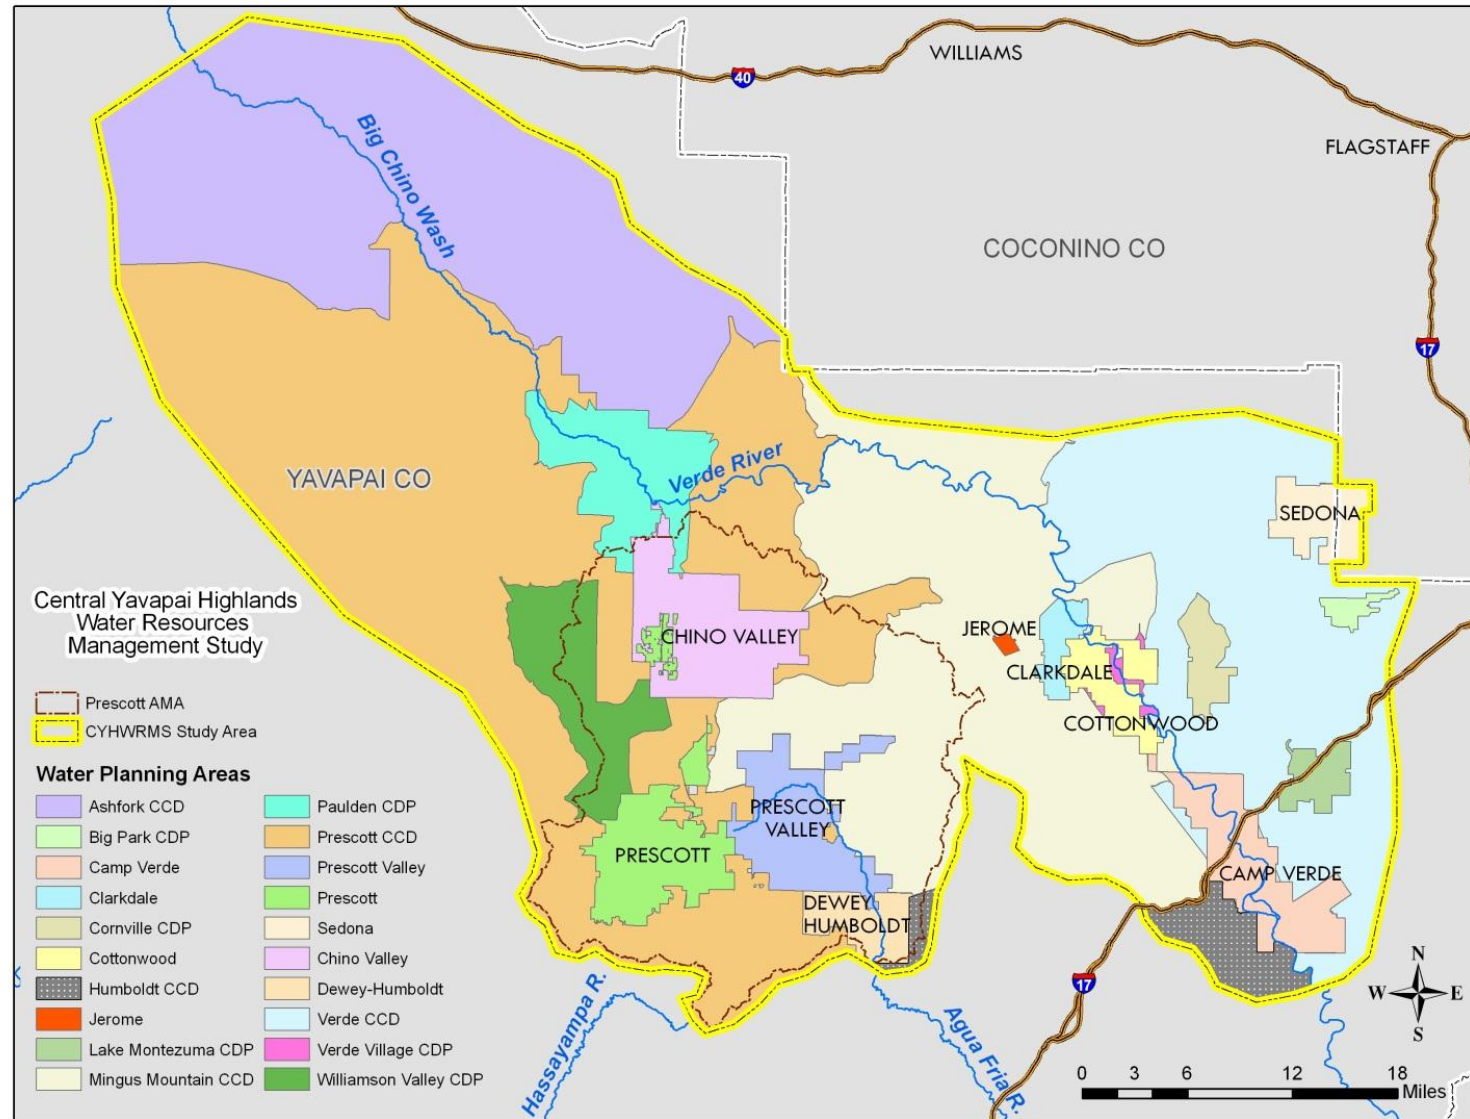 WILLIAMS
40
FLAGSTAFF
Big Chino Wash
COCONINO CO
17
YAVAPAI CO
Verde River
SEDONA
Central Yavapai Highlands
Water Resources
Management Study
CHINO VALLEY
JEROME
CLARKDALE
COTTONWOOD
Prescott AMA
CYHWRMS Study Area
Water Planning Areas
Ashfork CCD
Big Park CDP
Camp Verde
Clarkdale
Cornville CDP
Cottonwood
Humboldt CCD
Jerome
Lake Montezuma CDP
Mingus Mountain CCD
Paulden CDP
Prescott CCD
Prescott Valley
Prescott
Sedona
Chino Valley
Dewey-Humboldt
Verde CCD
Verde Village CDP
Williamson Valley CDP
PRESCOTT
VALLEY
PRESCOTT
CAMP VERDE
DEWEY
HUMBOLDT
Hassayampa R.
Agua Fria R.
17
N
W E
S
0 3 6 12 18
Miles